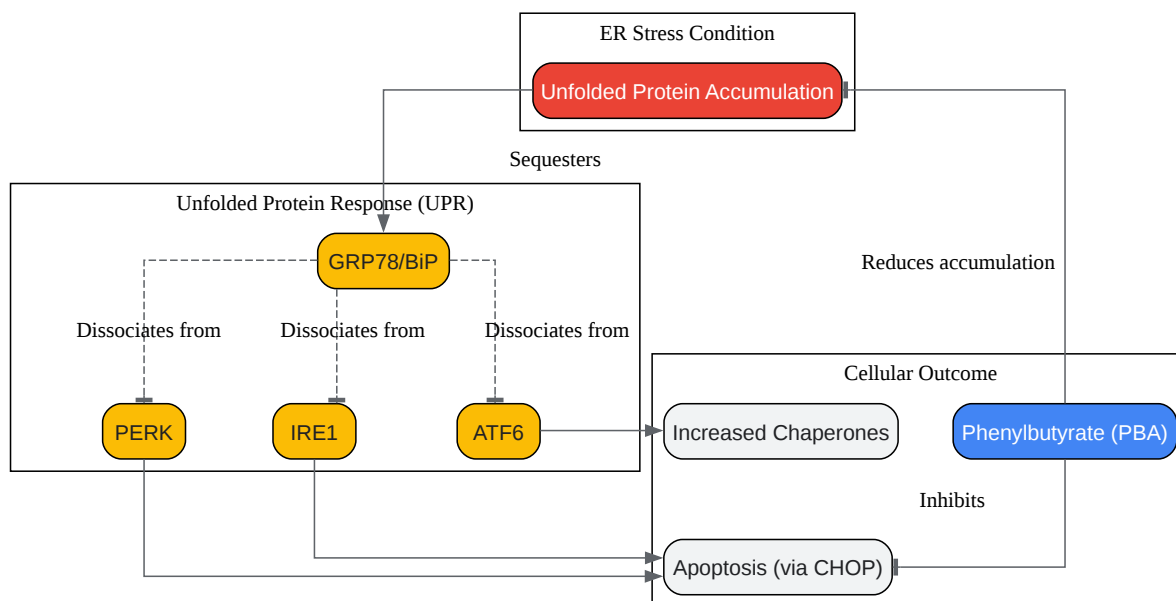 ER Stress Condition
Unfolded Protein Accumulation
Sequesters
Unfolded Protein Response (UPR)
GRP78/BiP
Reduces accumulation
Dissociates from
Dissociates from
Dissociates from
Cellular Outcome
PERK
IRE1
ATF6
Increased Chaperones
Phenylbutyrate (PBA)
Inhibits
Apoptosis (via CHOP)